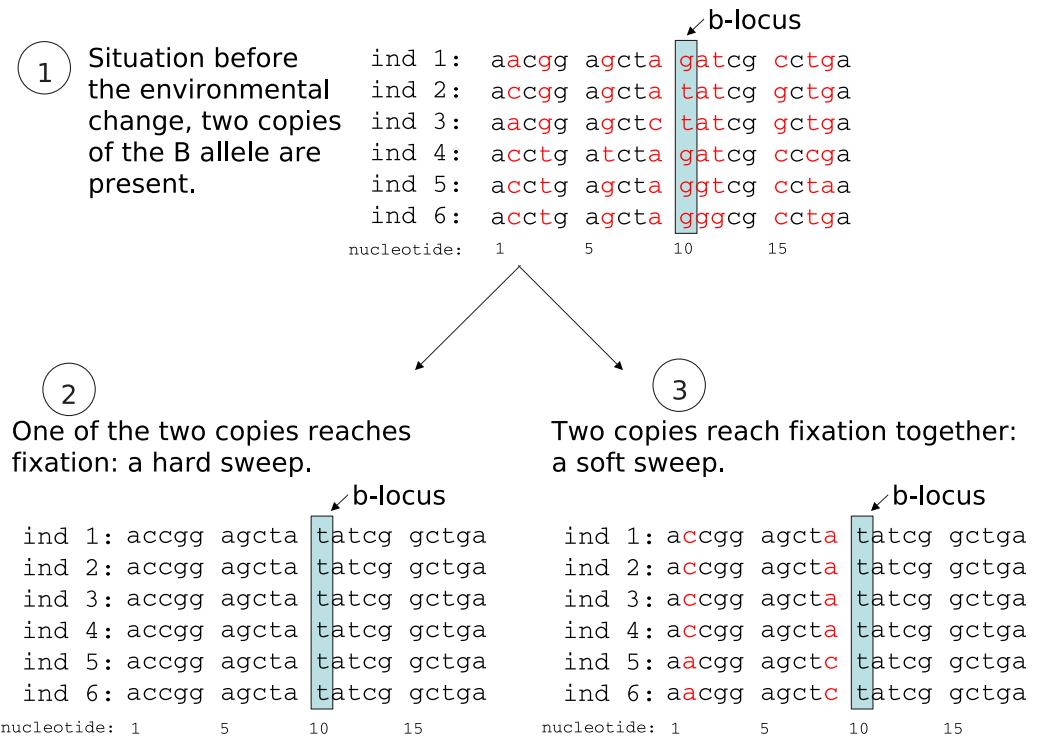 b-locus
1
Situation before
the environmental
change, two copies
of the B allele are
present.
ind 1: aacgg agcta gatcg cctga
ind 2: accgg agcta tatcg gctga
ind 3: aacgg agctc tatcg gctga
ind 4: acctg atcta gatcg cccga
ind 5: acctg agcta ggtcg cctaa
ind 6: acctg agcta gggcg cctga
nucleotide: 1 5 10 15
2
One of the two copies reaches
fixation: a hard sweep.
b-locus
ind 1: accgg agcta tatcg gctga
ind 2: accgg agcta tatcg gctga
ind 3: accgg agcta tatcg gctga
ind 4: accgg agcta tatcg gctga
ind 5: accgg agcta tatcg gctga
ind 6: accgg agcta tatcg gctga
nucleotide: 1 5 10 15
3
Two copies reach fixation together:
a soft sweep.
b-locus
ind 1: accgg agcta tatcg gctga
ind 2: accgg agcta tatcg gctga
ind 3: accgg agcta tatcg gctga
ind 4: accgg agcta tatcg gctga
ind 5: aacgg agctc tatcg gctga
ind 6: aacgg agctc tatcg gctga
nucleotide: 1 5 10 15